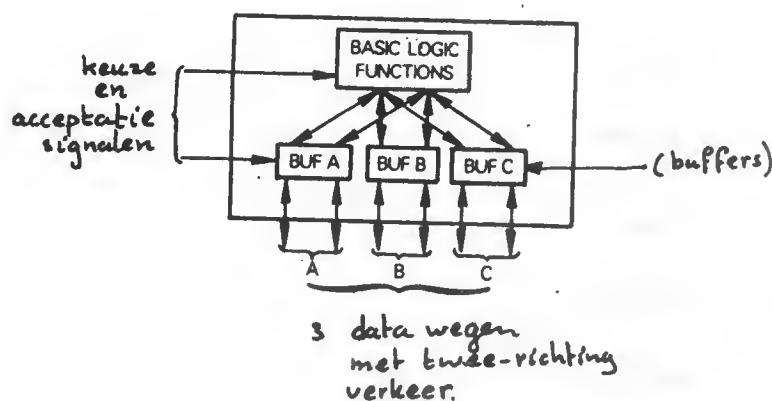 BASIC LOGIC
FUNCTIONS
keuze
en
acceptatie
signalen
BUF A
BUF B
BUF C
(buffers)
A
B
C
3 data wegen
met twee-richting
verkeer.